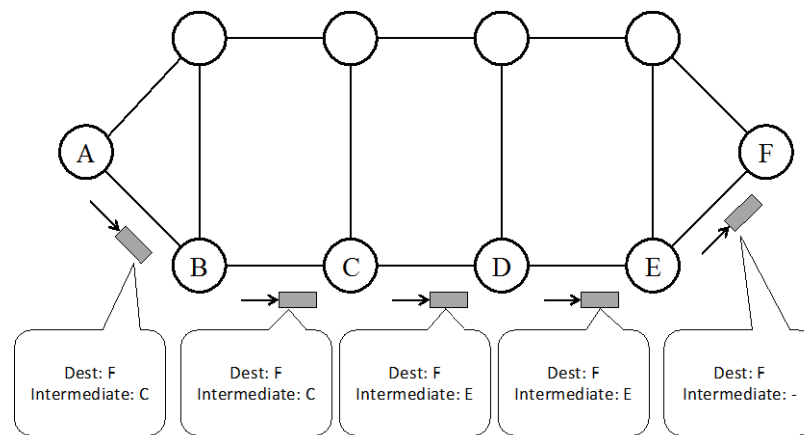 A
F
B
C
D
E
Dest: F
Intermediate: C
Dest: F
Intermediate: C
Dest: F
Intermediate: E
Dest: F
Intermediate: E
Dest: F
Intermediate: -